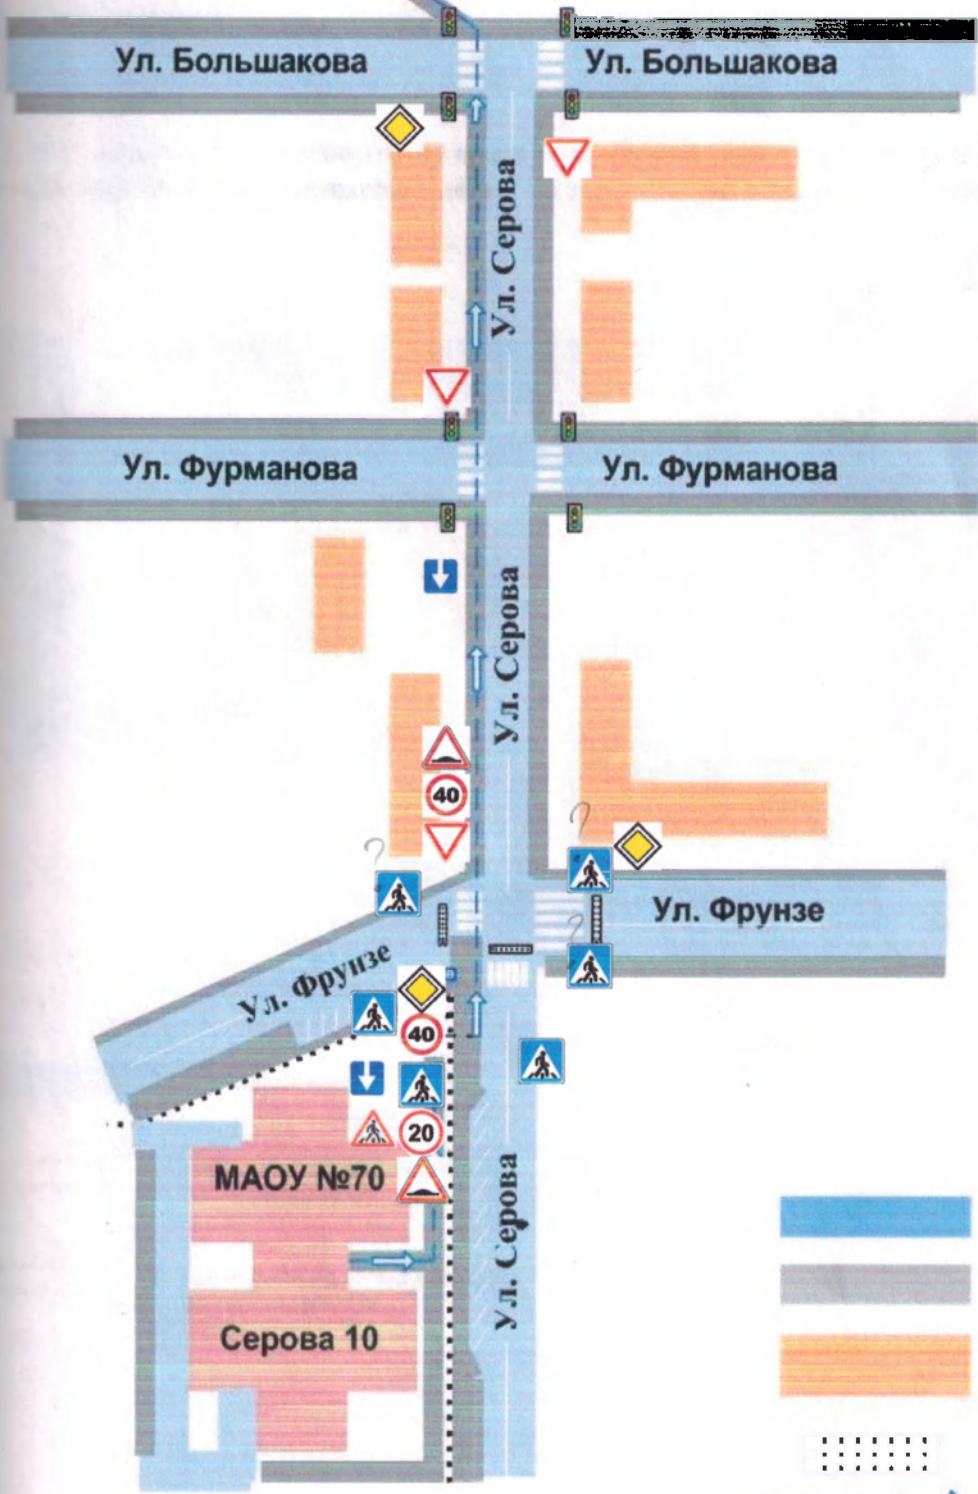 Ул. Большакова
Ул. Большакова
Ул. Серова
Ул. Фурманова
Ул. Фурманова
Ул. Серова
40
?
?
Ул. Фрунзе
?
Ул. Фрунзе
40
20
МАОУ №70
Ул. Серова
Серова 10